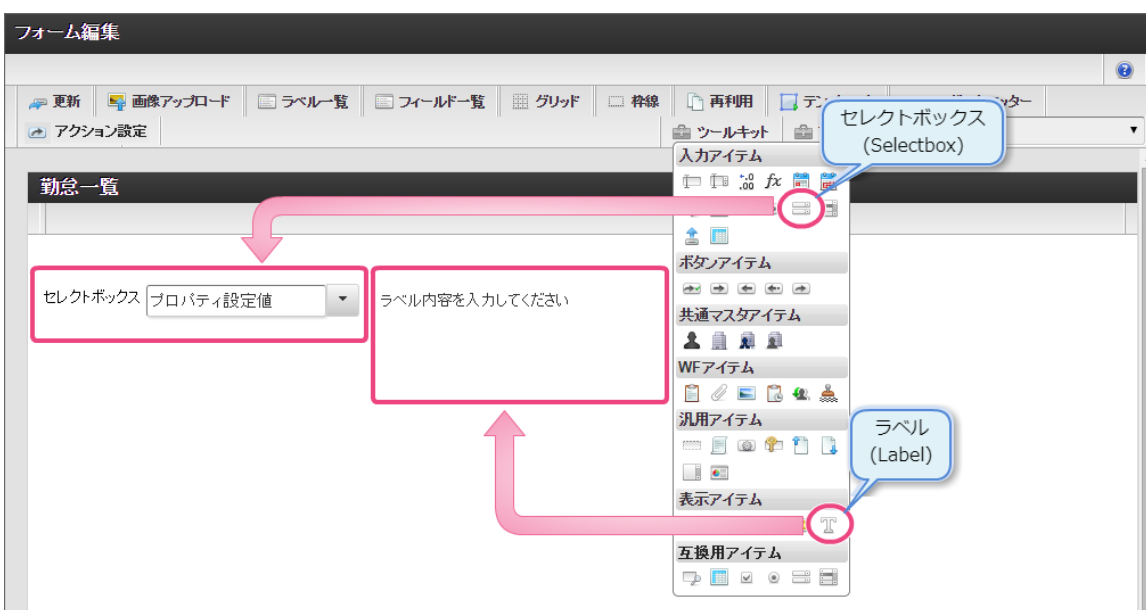 フォーム編集
更新 画像アップロード ラベル一覧 フィールド一覧 グリッド 枠線 再利用
アクション設定 ツールキット
セレクトボックス
(Selectbox)
入力アイテム
勤怠一覧
ボタンアイテム
セレクトボックス プロパティ設定値 ラベル内容を入力してください
共通マスタアイテム
WFアイテム
汎用アイテム
ラベル
(Label)
表示アイテム
互換用アイテム